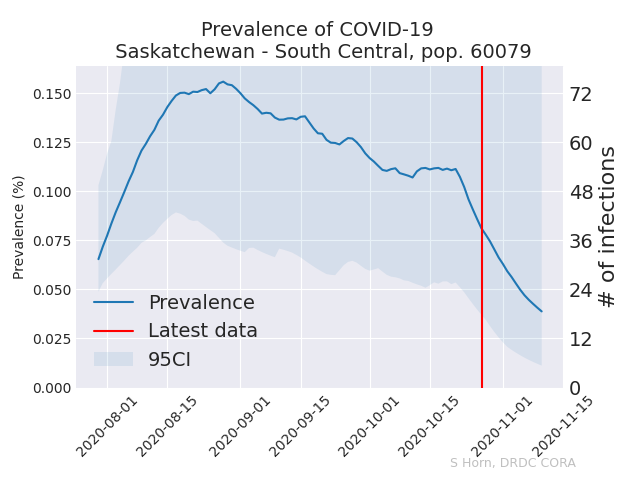 Prevalence of COVID-19
Saskatchewan - South Central, pop. 60079
Prevalence (%)
0.150
0.125
0.100
0.075
0.050
0.025
0.000
72
60
48
36
24
12
0
# of infections
Prevalence
Latest data
95CI
2020-08-01
2020-08-15
2020-09-01
2020-09-15
2020-10-01
2020-10-15
2020-11-01
2020-11-15
S Horn, DRDC CORA